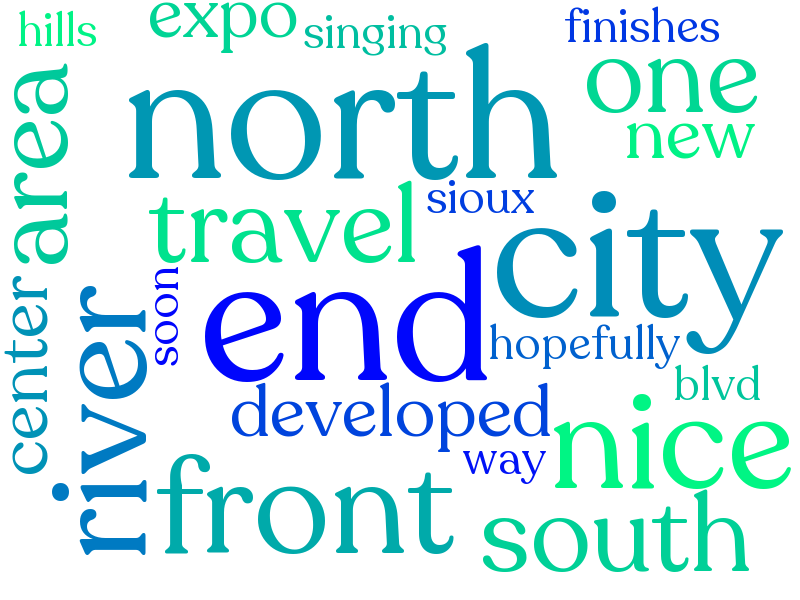 hills
expo
singing
finishes
one
new
north
area
travel
sioux
city
end
soon
river
center
hopefully
blvd
developed
nice
way
front
south